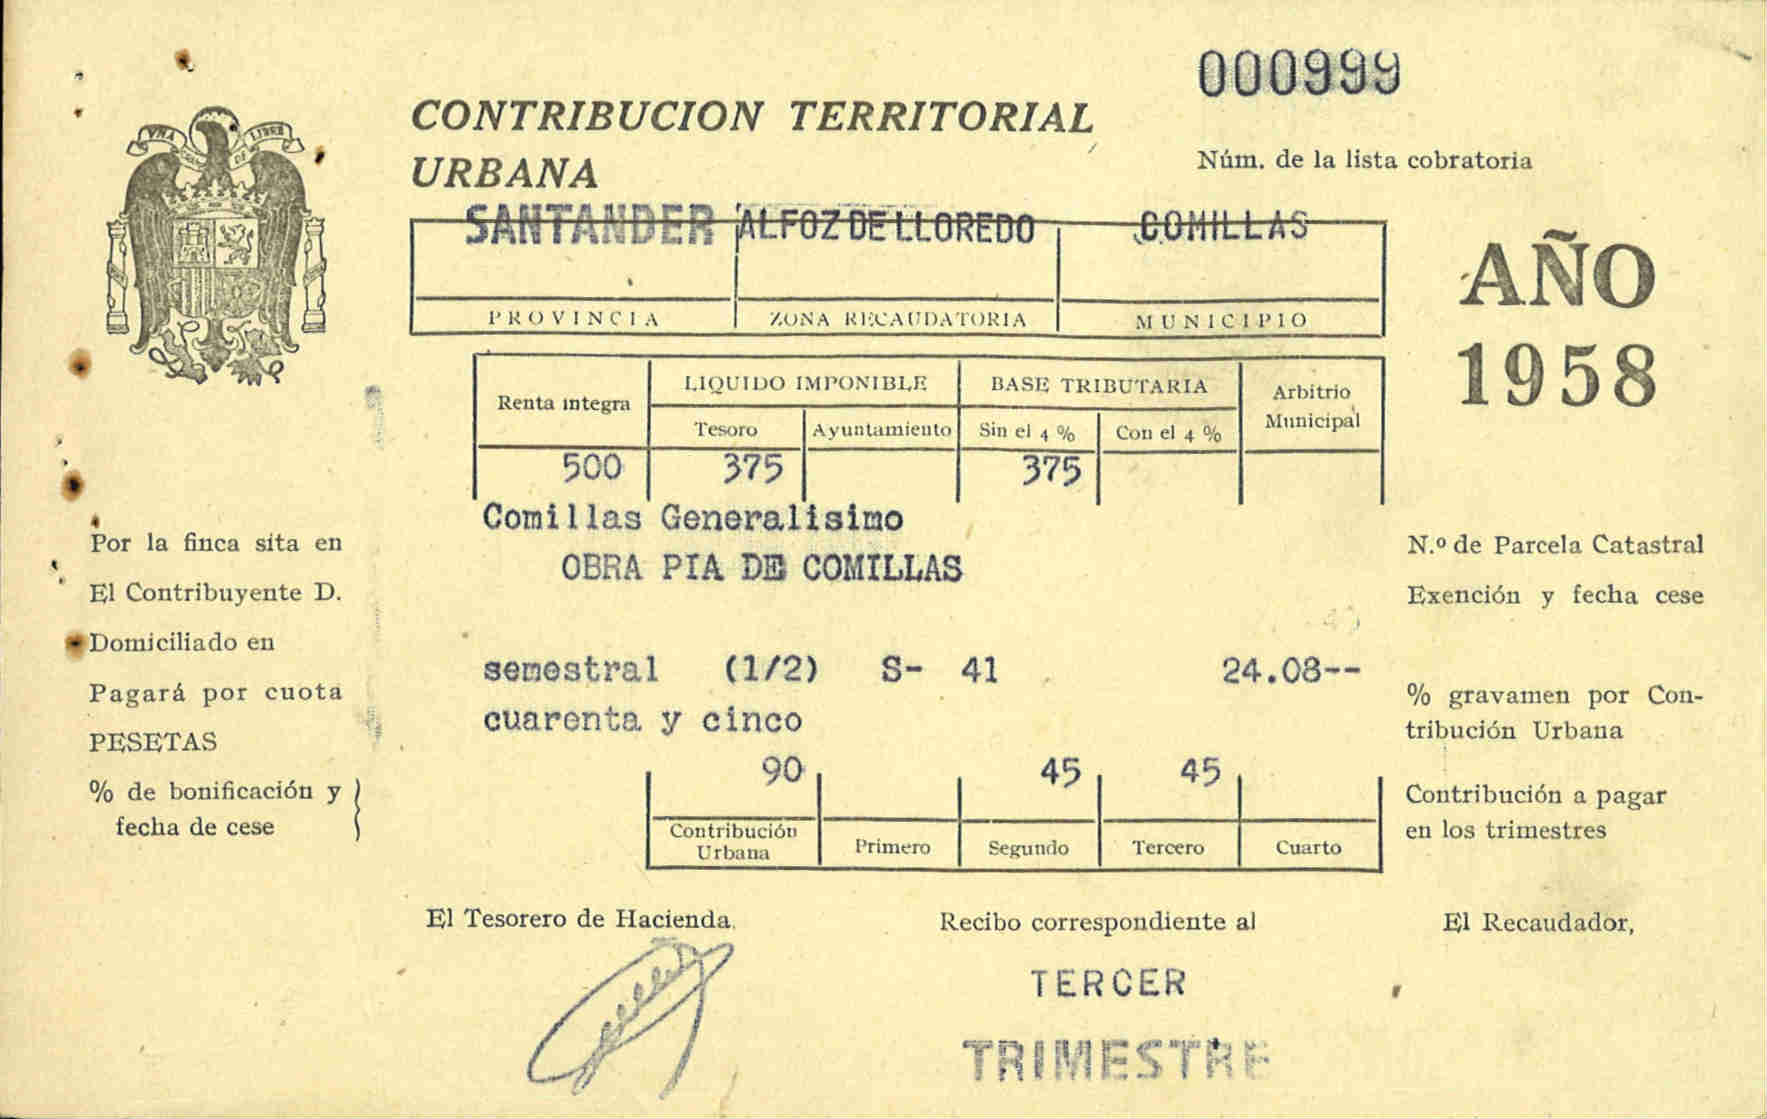 000999
CONTRIBUCION TERRITORIAL
URBANA
Núm. de la lista cobratoria
UNA LIBRE
SANTANDER ALFOZ DE LLOREDO COMILLAS
PROVINCIA ZONA RECAUDATORIA MUNICIPIO
AÑO
1958
Renta integra LIQUIDO IMPONIBLE BASE TRIBUTARIA Arbitrio Municipal
Tesoro Ayuntamiento Sin el 4 % Con el 4 %
500 375 375
Por la finca sita en Comillas Generalisimo N.º de Parcela Catastral
El Contribuyente D. OBRA PIA DE COMILLAS Exención y fecha cese
Domiciliado en
Pagará por cuota semestral (1/2) S- 41 24.08--
% gravamen por Con-
tribución Urbana
PESETAS cuarenta y cinco
% de bonificación y
fecha de cese
90 45 45
Contribución Urbana Primero Segundo Tercero Cuarto
Contribución a pagar
en los trimestres
El Tesorero de Hacienda. Recibo correspondiente al El Recaudador,
TERCER
TRIMESTRE